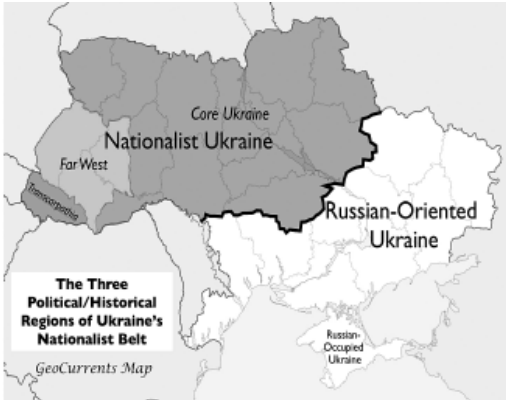 Core Ukraine
Nationalist Ukraine
Far West
Transcarpathia
Russian-Oriented
Ukraine
The Three
Political/Historical
Regions of Ukraine's
Nationalist Belt
GeoCurrents Map
Russian-
Occupied
Ukraine